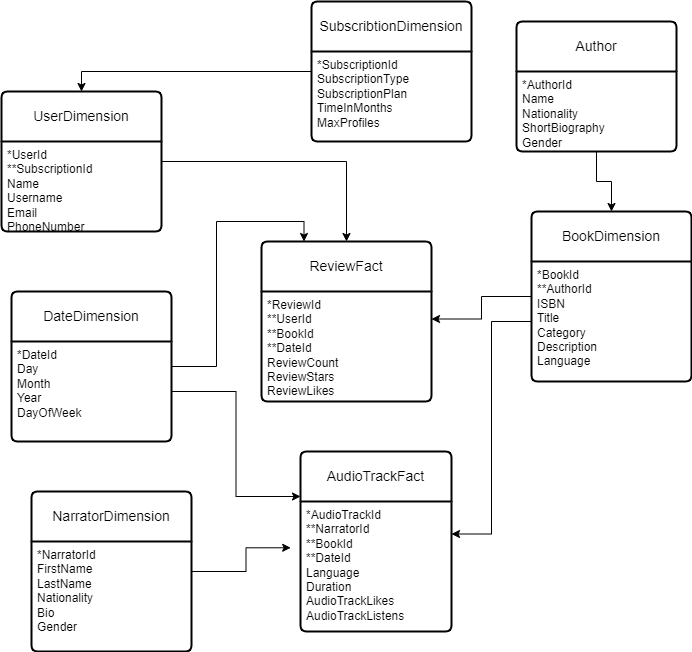 SubscribtionDimension
*SubscriptionId
SubscriptionType
SubscriptionPlan
TimeInMonths
MaxProfiles
Author
*AuthorId
Name
Nationality
ShortBiography
Gender
UserDimension
*UserId
**SubscriptionId
Name
Username
Email
PhoneNumber
BookDimension
*BookId
**AuthorId
ISBN
Title
Category
Description
Language
ReviewFact
*ReviewId
**UserId
**BookId
**DateId
ReviewCount
ReviewStars
ReviewLikes
DateDimension
*DateId
Day
Month
Year
DayOfWeek
AudioTrackFact
*AudioTrackId
**NarratorId
**BookId
**DateId
Language
Duration
AudioTrackLikes
AudioTrackListens
NarratorDimension
*NarratorId
FirstName
LastName
Nationality
Bio
Gender